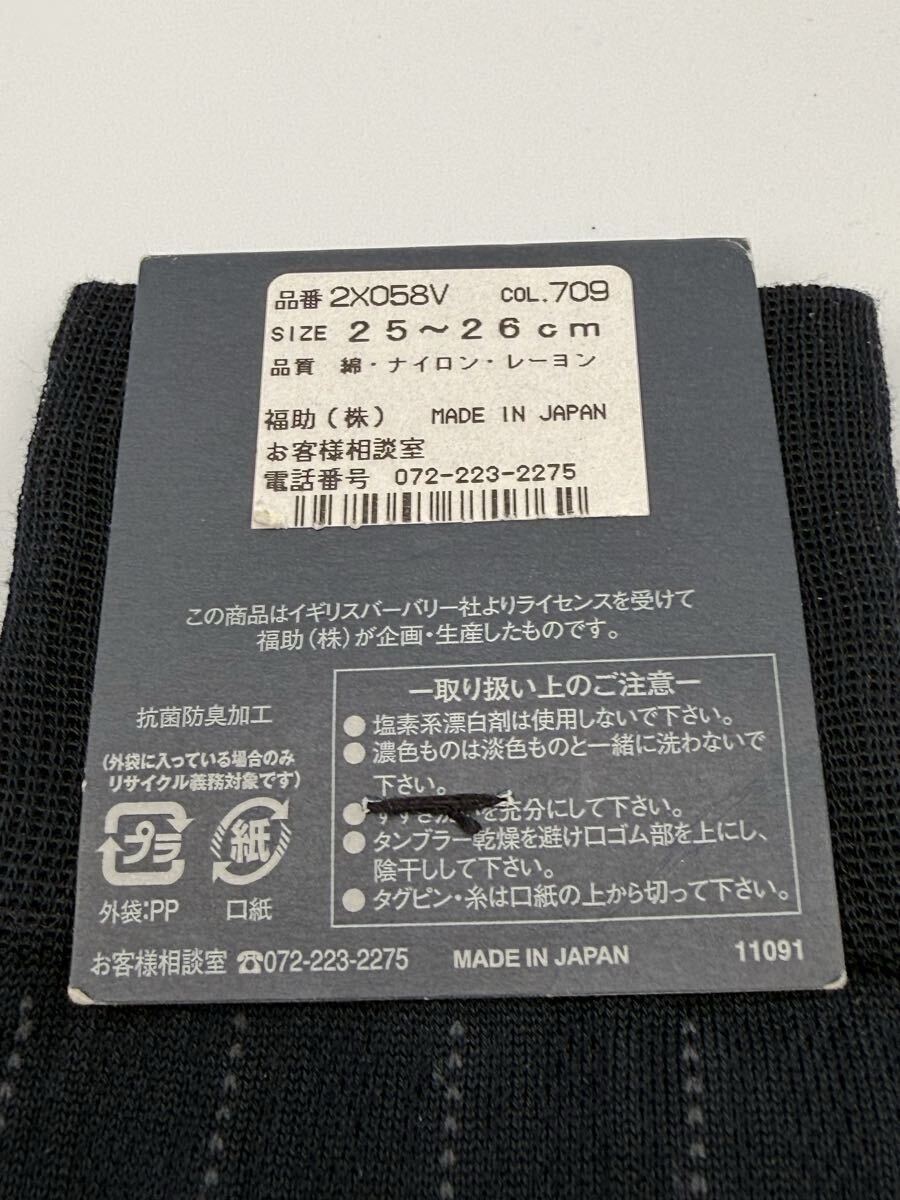 品番 2X058V COL.709
SIZE 25～26cm
品質 綿・ナイロン・レーヨン
福助（株） MADE IN JAPAN
お客様相談室
電話番号 072-223-2275
この商品はイギリスバーバリー社よりライセンスを受けて
福助（株）が企画・生産したものです。
抗菌防臭加工
(外袋に入っている場合のみ
リサイクル義務対象です)
プラ
紙
外袋:PP
口紙
ー取り扱い上のご注意ー
●塩素系漂白剤は使用しないで下さい。
●濃色ものは淡色ものと一緒に洗わないで
下さい。
●を充分にして下さい。
●タンブラー乾燥を避け口ゴム部を上にし、
陰干しして下さい。
●タグピン・糸は口紙の上から切って下さい。
お客様相談室 ☎072-223-2275 MADE IN JAPAN 11091